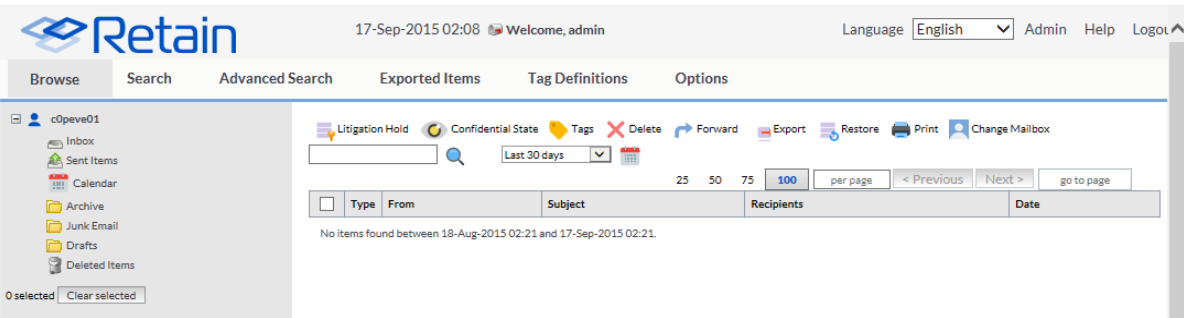 Retain 17-Sep-2015 02:08 Welcome, admin Language English Admin Help
Browse Search Advanced Search Exported Items Tag Definitions Options
c0peve01
Inbox
Sent Items
Calendar
Archive
Junk Email
Drafts
Deleted Items
0 selected Clear selected
Litigation Hold Confidential State Tags Delete Forward Export Restore Print Change Mailbox
Last 30 days
25 50 75 100 per page < Previous Next > go to page
Type From Subject Recipients Date
No items found between 18-Aug-2015 02:21 and 17-Sep-2015 02:21.